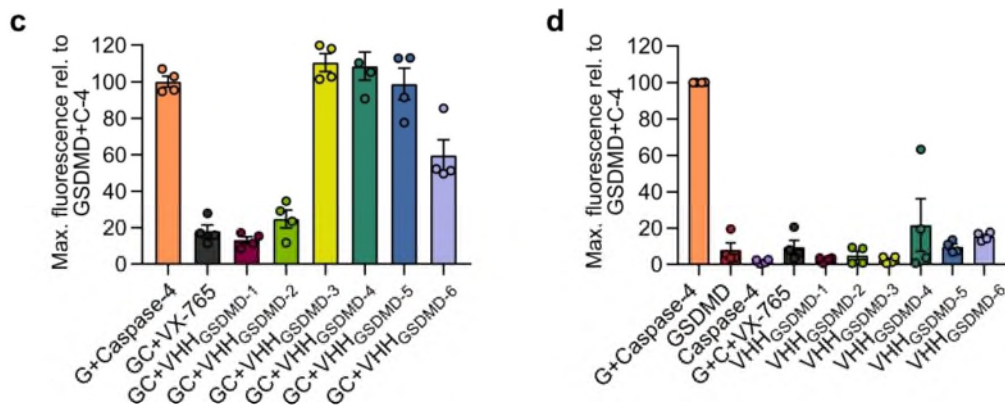 c
Max. fluorescence rel. to
GSDMD+C-4
120
100
80
60
40
20
0
G+Caspase-4
GC+VX-765
GC+VHHGSDMD-1
GC+VHHGSDMD-2
GC+VHHGSDMD-3
GC+VHHGSDMD-4
GC+VHHGSDMD-5
GC+VHHGSDMD-6
d
Max. fluorescence rel. to
GSDMD+C-4
120
100
80
60
40
20
0
G+Caspase-4
GSDMD
Caspase-4
G+C+VX-765
VHHGSDMD-1
VHHGSDMD-2
VHHGSDMD-3
VHHGSDMD-4
VHHGSDMD-5
VHHGSDMD-6